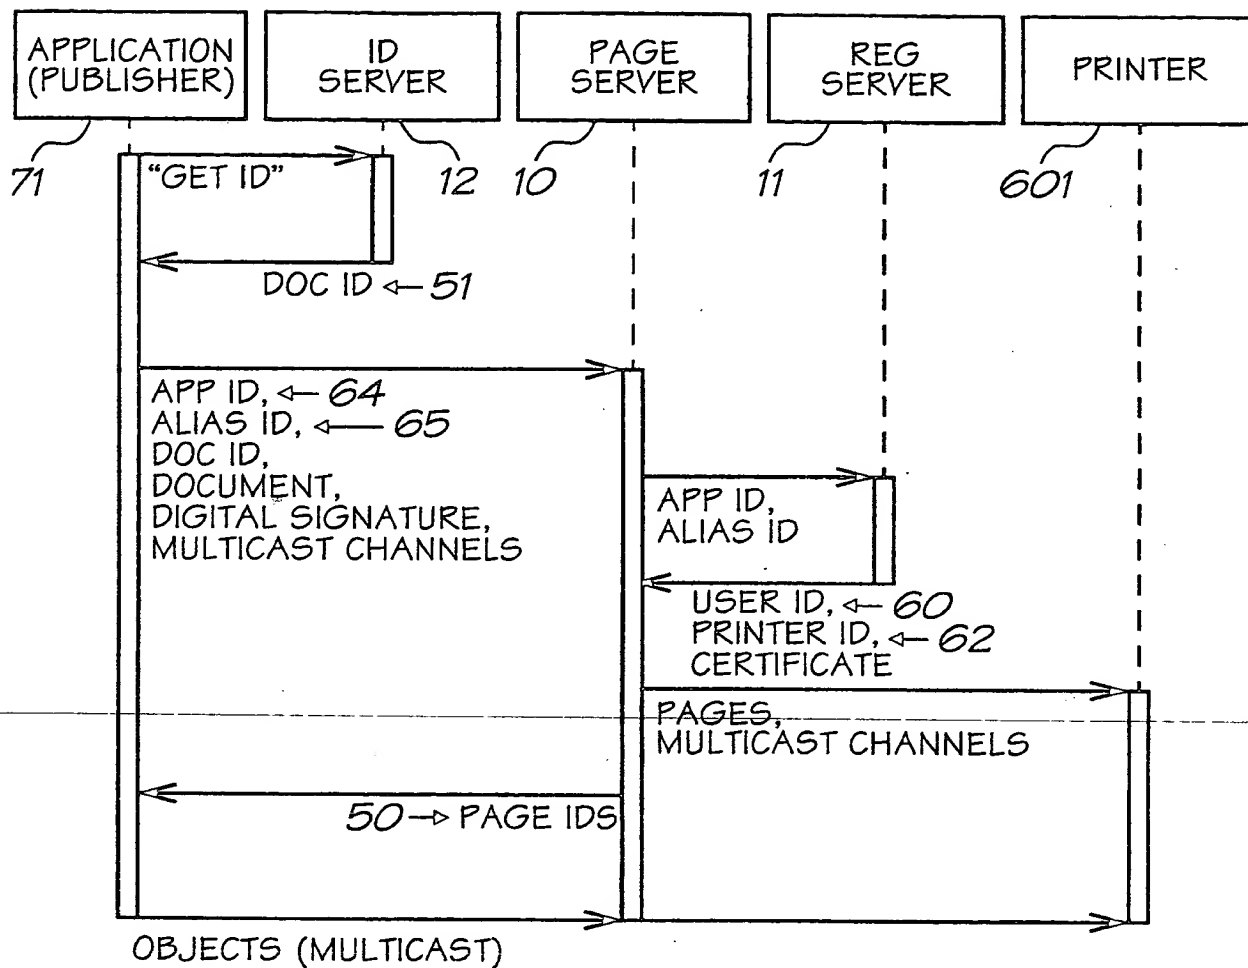 APPLICATION
(PUBLISHER)
ID
SERVER
PAGE
SERVER
REG
SERVER
PRINTER
71
12
10
11
601
“GET ID”
DOC ID ← 51
APP ID, ← 64
ALIAS ID, ← 65
DOC ID,
DOCUMENT,
DIGITAL SIGNATURE,
MULTICAST CHANNELS
APP ID,
ALIAS ID
USER ID, ← 60
PRINTER ID, ← 62
CERTIFICATE
PAGES,
MULTICAST CHANNELS
50 → PAGE IDS
OBJECTS (MULTICAST)